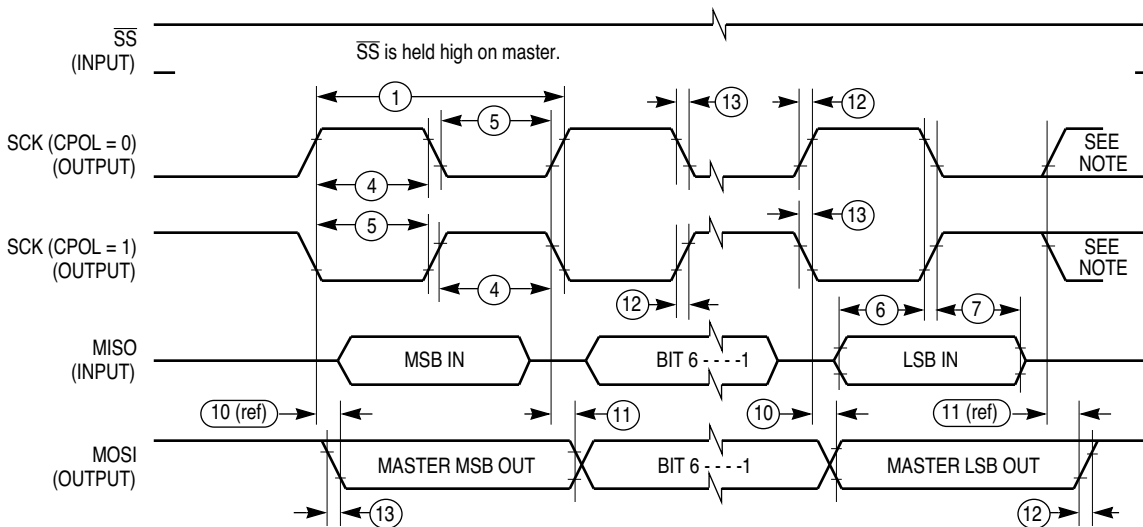 SS
(INPUT)
SS is held high on master.
1
13
12
5
SCK (CPOL = 0)
(OUTPUT)
SEE
NOTE
4
5
13
SCK (CPOL = 1)
(OUTPUT)
SEE
NOTE
4
12
6
7
MISO
(INPUT)
MSB IN
BIT 6 - - - -1
LSB IN
10 (ref)
11
10
11 (ref)
MOSI
(OUTPUT)
MASTER MSB OUT
BIT 6 - - - -1
MASTER LSB OUT
13
12